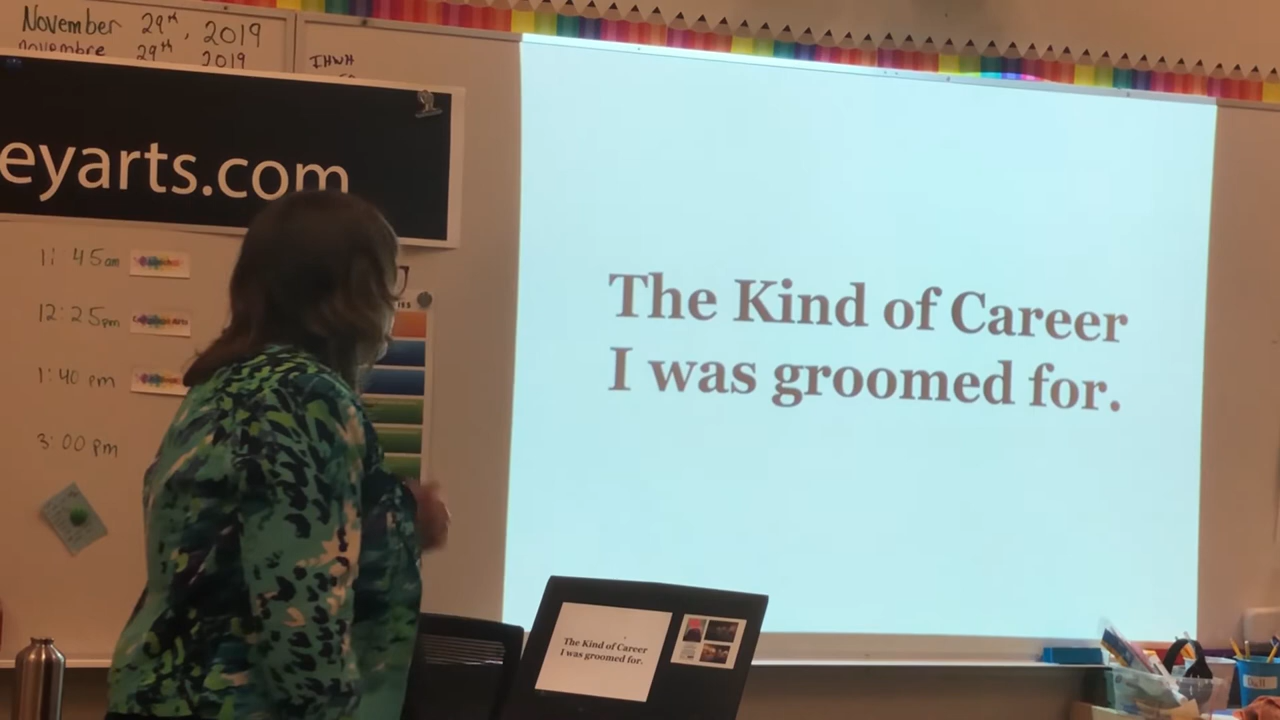 November 29th, 2019
novembre 29th 2019
IHWH
eyarts.com
11:45am
12:25pm
1:40 pm
3:00 pm
The Kind of Career
I was groomed for.
The Kind of Career
I was groomed for.